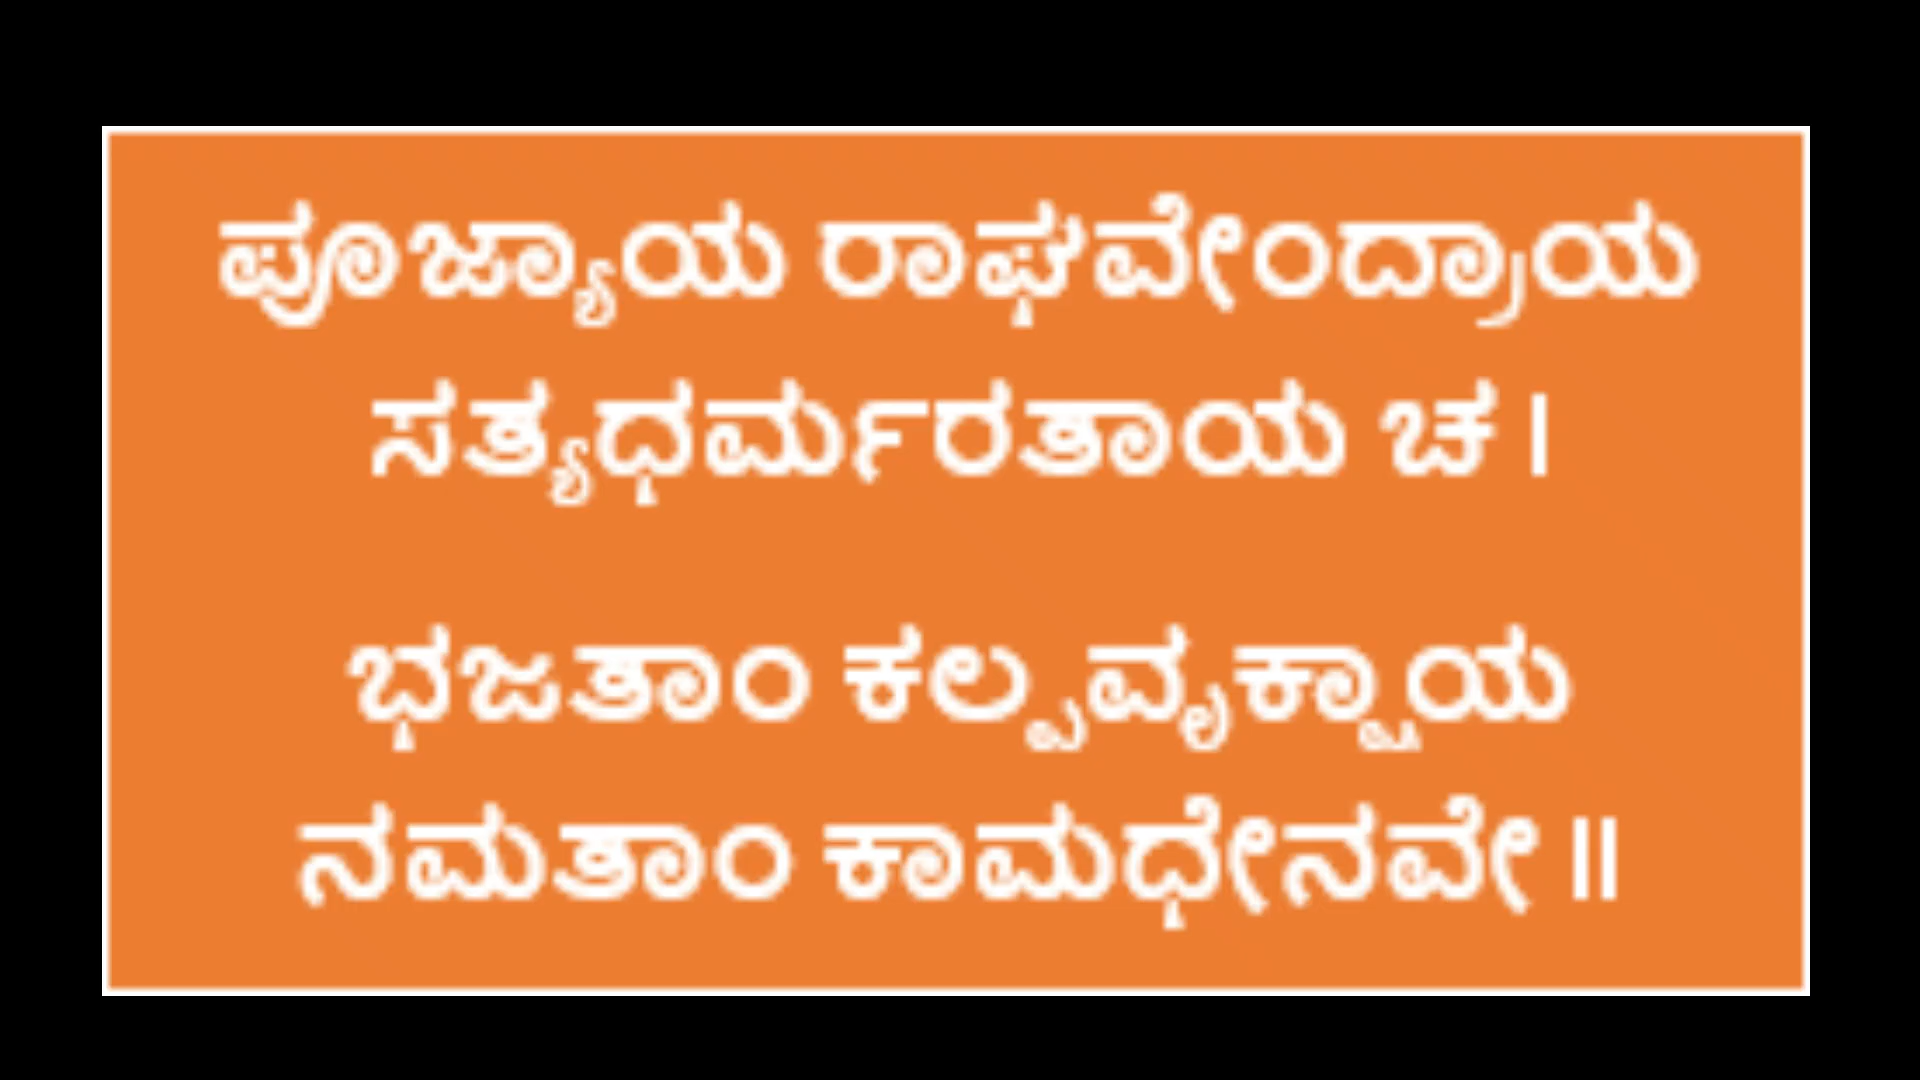 ಪೂಜ್ಯಾಯ ರಾಘವೇಂದ್ರಾಯ
ಸತ್ಯಧರ್ಮರತಾಯ ಚ |
ಭಜತಾಂ ಕಲ್ಪವೃಕ್ಷಾಯ
ನಮತಾಂ ಕಾಮಧೇನವೇ ||